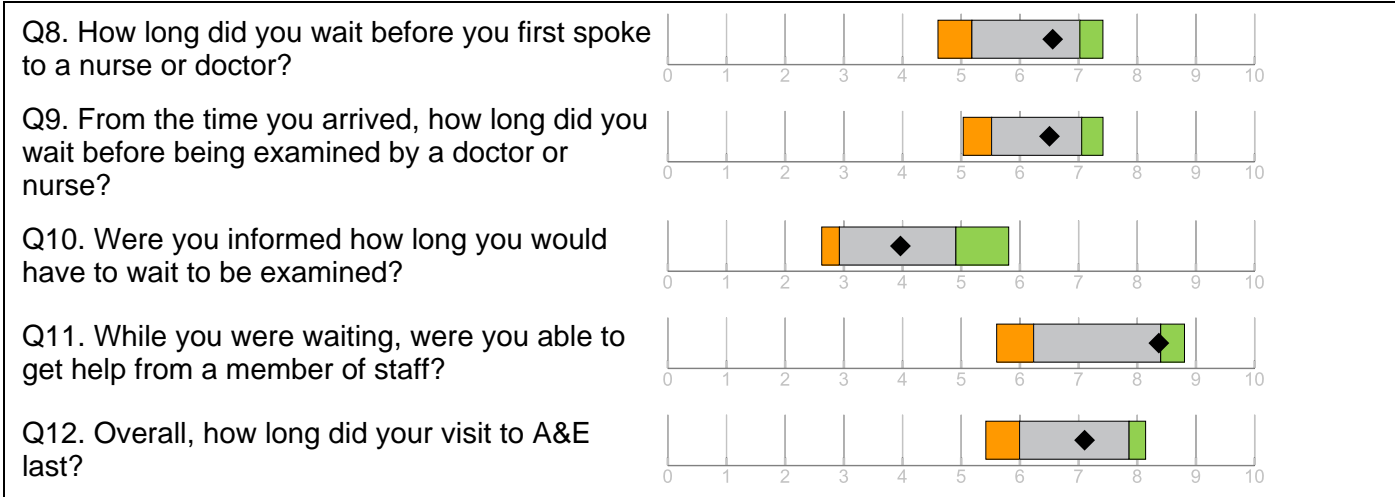 Q8. How long did you wait before you first spoke
to a nurse or doctor?
0 1 2 3 4 5 6 7 8 9 10
Q9. From the time you arrived, how long did you
wait before being examined by a doctor or
nurse?
0 1 2 3 4 5 6 7 8 9 10
Q10. Were you informed how long you would
have to wait to be examined?
0 1 2 3 4 5 6 7 8 9 10
Q11. While you were waiting, were you able to
get help from a member of staff?
0 1 2 3 4 5 6 7 8 9 10
Q12. Overall, how long did your visit to A&E
last?
0 1 2 3 4 5 6 7 8 9 10